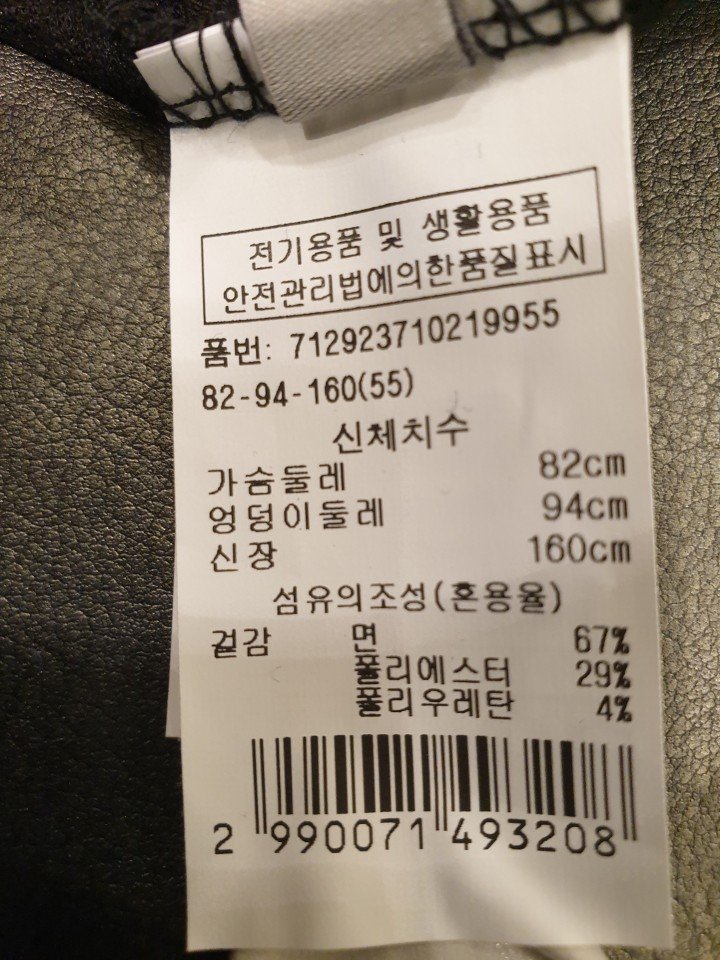 전기용품 및 생활용품
안전관리법에의한품질표시
품번: 712923710219955
82-94-160(55)
신체치수
가슴둘레 82cm
엉덩이둘레 94cm
신장 160cm
섬유의조성(혼용율)
겉감 면 67%
폴리에스터 29%
폴리우레탄 4%
2 990071 493208